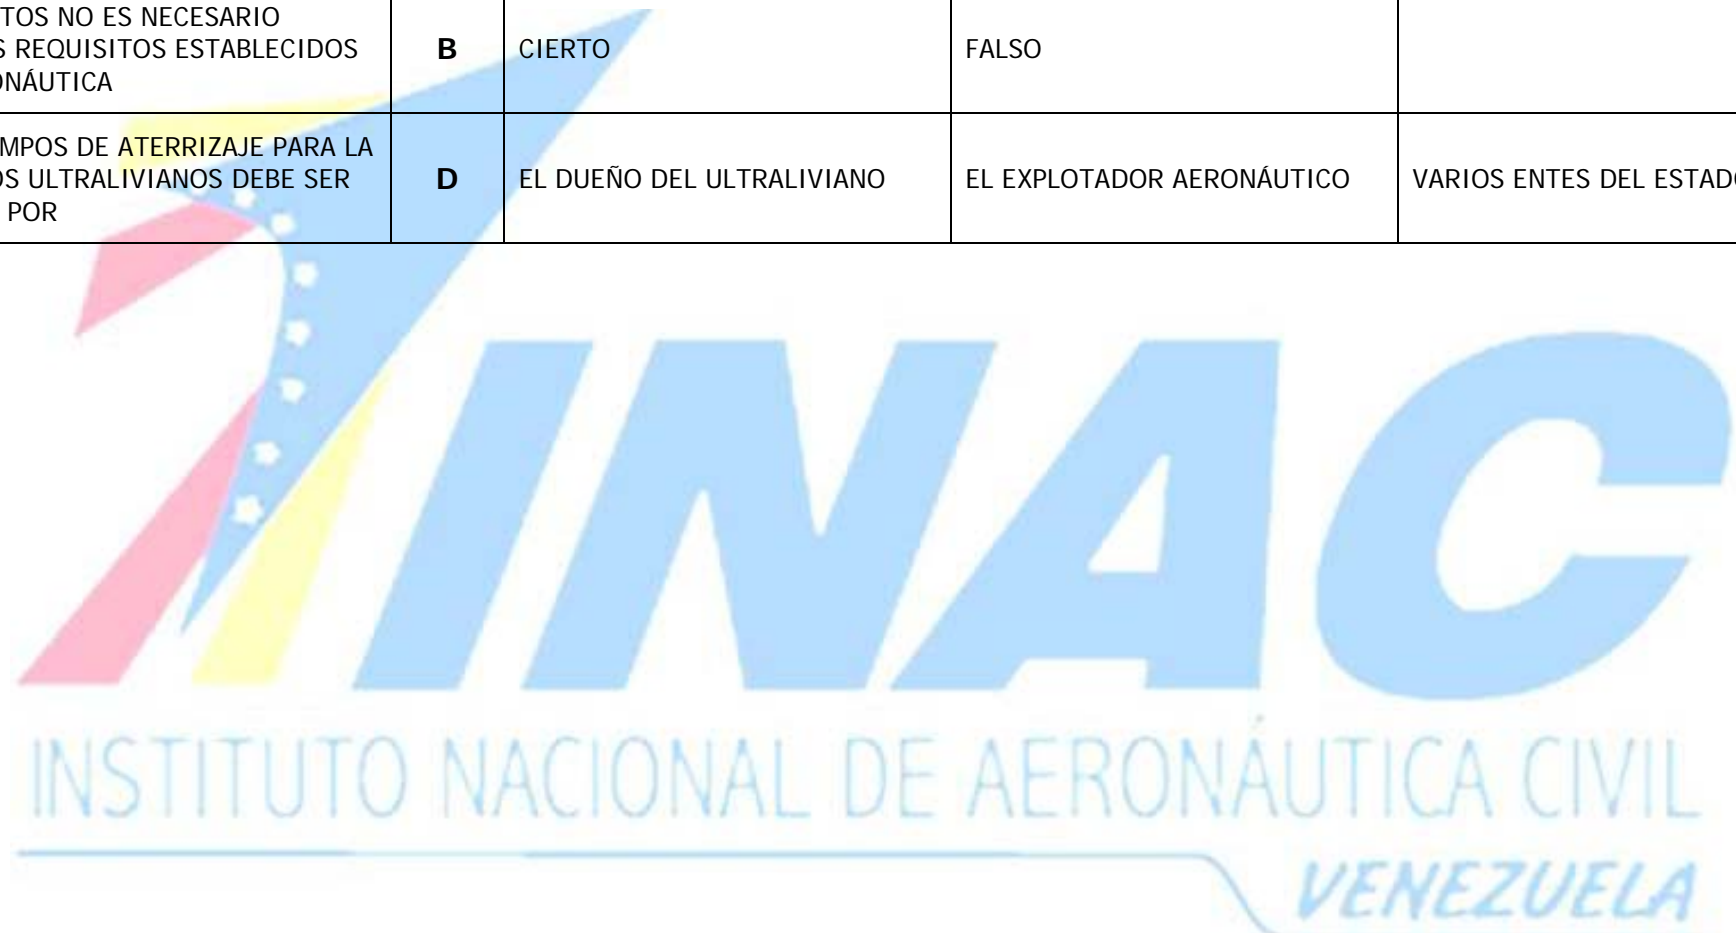 TOS NO ES NECESARIO
S REQUISITOS ESTABLECIDOS
ONÁUTICA
B
CIERTO
FALSO
MPOS DE ATERRIZAJE PARA LA
OS ULTRALIVIANOS DEBE SER
POR
D
EL DUEÑO DEL ULTRALIVIANO
EL EXPLOTADOR AERONÁUTICO
VARIOS ENTES DEL ESTADO
INAC
INSTITUTO NACIONAL DE AERONÁUTICA CIVIL
VENEZUELA